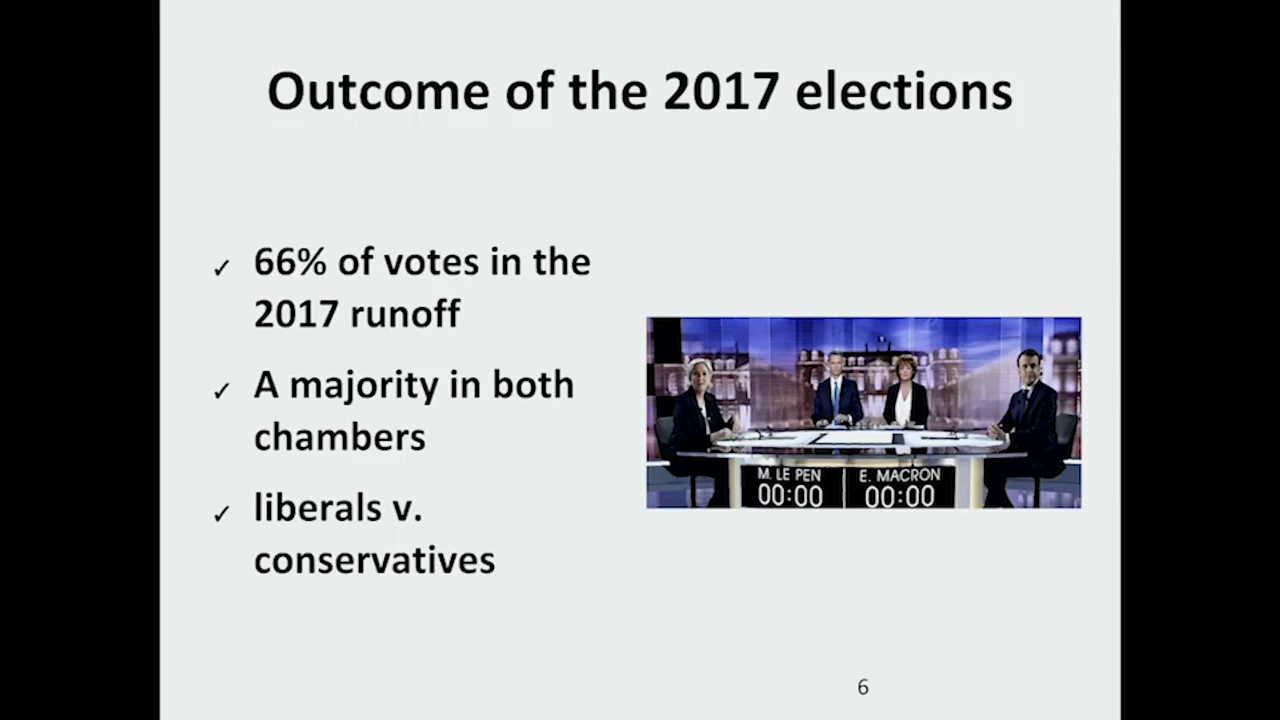 Outcome of the 2017 elections
✓ 66% of votes in the
2017 runoff
✓ A majority in both
chambers
✓ liberals v.
conservatives
M. LE PEN E. MACRON
00:00 00:00
6